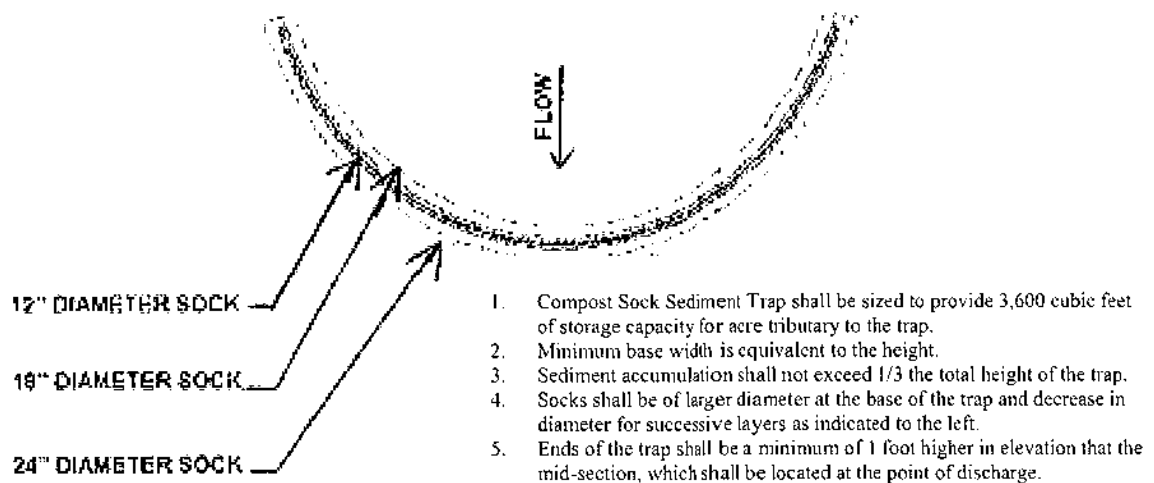 FLOW
12" DIAMETER SOCK
18" DIAMETER SOCK
24" DIAMETER SOCK
1. Compost Sock Sediment Trap shall be sized to provide 3,600 cubic feet
of storage capacity for acre tributary to the trap.
2. Minimum base width is equivalent to the height.
3. Sediment accumulation shall not exceed 1/3 the total height of the trap.
4. Socks shall be of larger diameter at the base of the trap and decrease in
diameter for successive layers as indicated to the left.
5. Ends of the trap shall be a minimum of 1 foot higher in elevation that the
mid-section, which shall be located at the point of discharge.